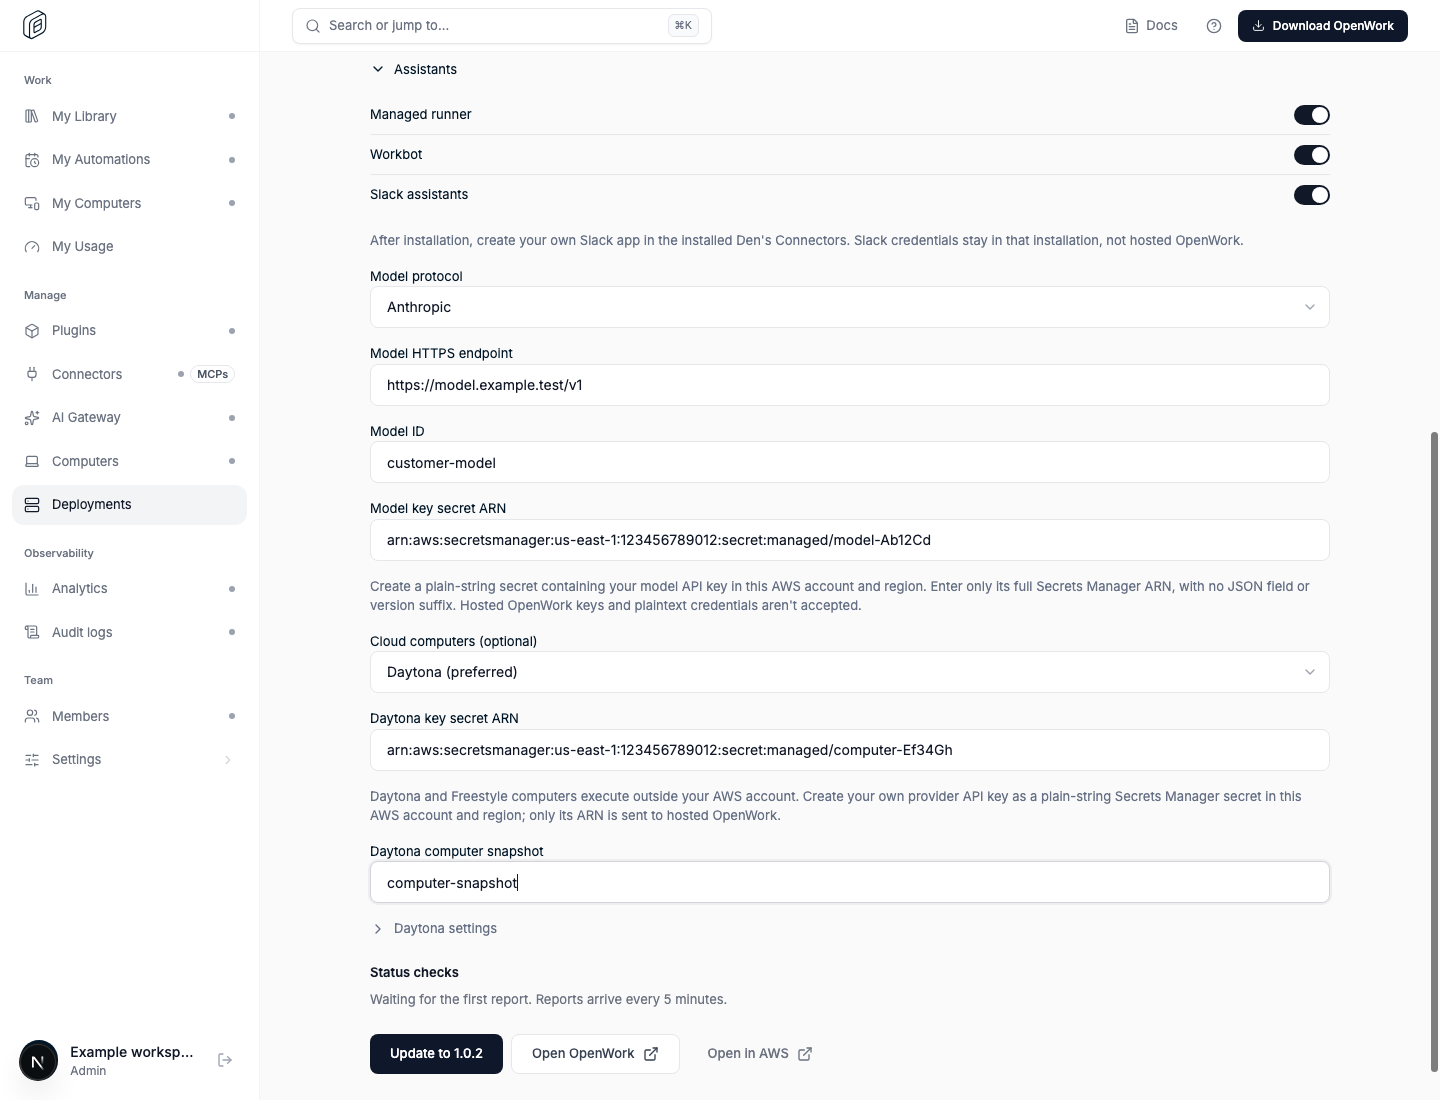 Search or jump to...
⌘K
Docs
Download OpenWork
Work
My Library
My Automations
My Computers
My Usage
Manage
Plugins
Connectors
MCPs
AI Gateway
Computers
Deployments
Observability
Analytics
Audit logs
Team
Members
Settings
Example worksp...
Admin
N
Assistants
Managed runner
Workbot
Slack assistants
After installation, create your own Slack app in the installed Den's Connectors. Slack credentials stay in that installation, not hosted OpenWork.
Model protocol
Anthropic
Model HTTPS endpoint
https://model.example.test/v1
Model ID
customer-model
Model key secret ARN
arn:aws:secretsmanager:us-east-1:123456789012:secret:managed/model-Ab12Cd
Create a plain-string secret containing your model API key in this AWS account and region. Enter only its full Secrets Manager ARN, with no JSON field or
version suffix. Hosted OpenWork keys and plaintext credentials aren't accepted.
Cloud computers (optional)
Daytona (preferred)
Daytona key secret ARN
arn:aws:secretsmanager:us-east-1:123456789012:secret:managed/computer-Ef34Gh
Daytona and Freestyle computers execute outside your AWS account. Create your own provider API key as a plain-string Secrets Manager secret in this
AWS account and region; only its ARN is sent to hosted OpenWork.
Daytona computer snapshot
computer-snapshot
Daytona settings
Status checks
Waiting for the first report. Reports arrive every 5 minutes.
Update to 1.0.2
Open OpenWork
Open in AWS